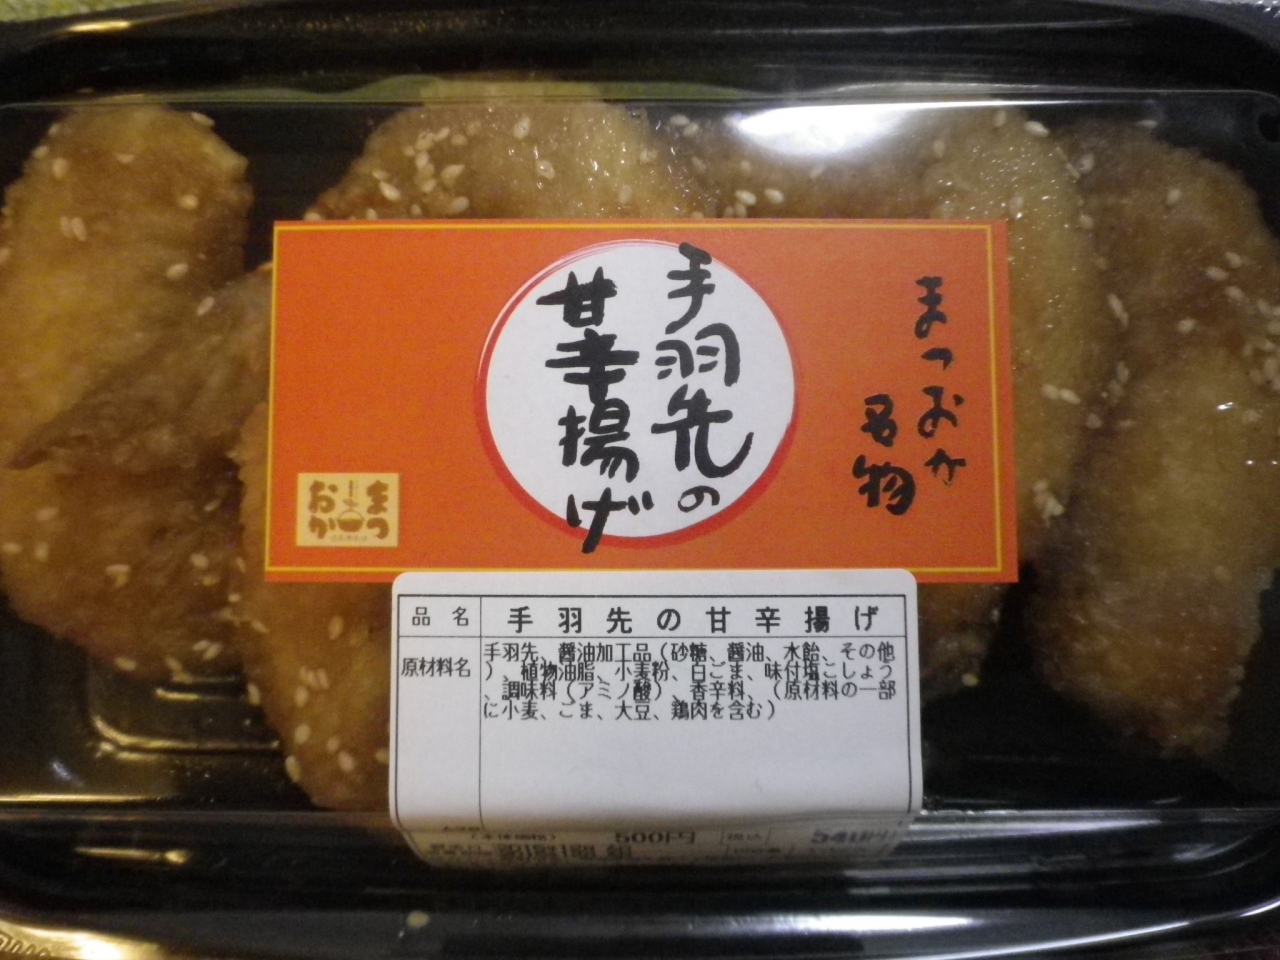 まつおか
名物
手羽先の
甘辛揚げ
まつ
おか
品名
手羽先の甘辛揚げ
原材料名
手羽先、醤油加工品（砂糖、醤油、水飴、その他
）、植物油脂、小麦粉、白ごま、味付塩こしょう
、調味料（アミノ酸）、香辛料、（原材料の一部
に小麦、ごま、大豆、鶏肉を含む）
500円
540円